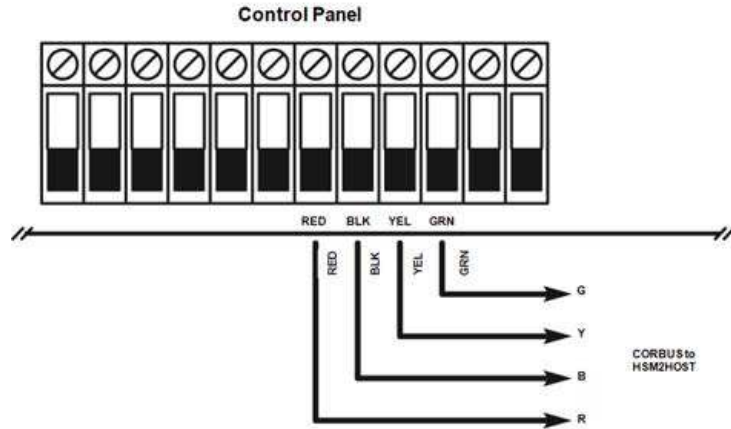 Control Panel
RED BLK YEL GRN
RED
BLK
YEL
GRN
G
Y
B
R
CORBUS to
HSM2HOST